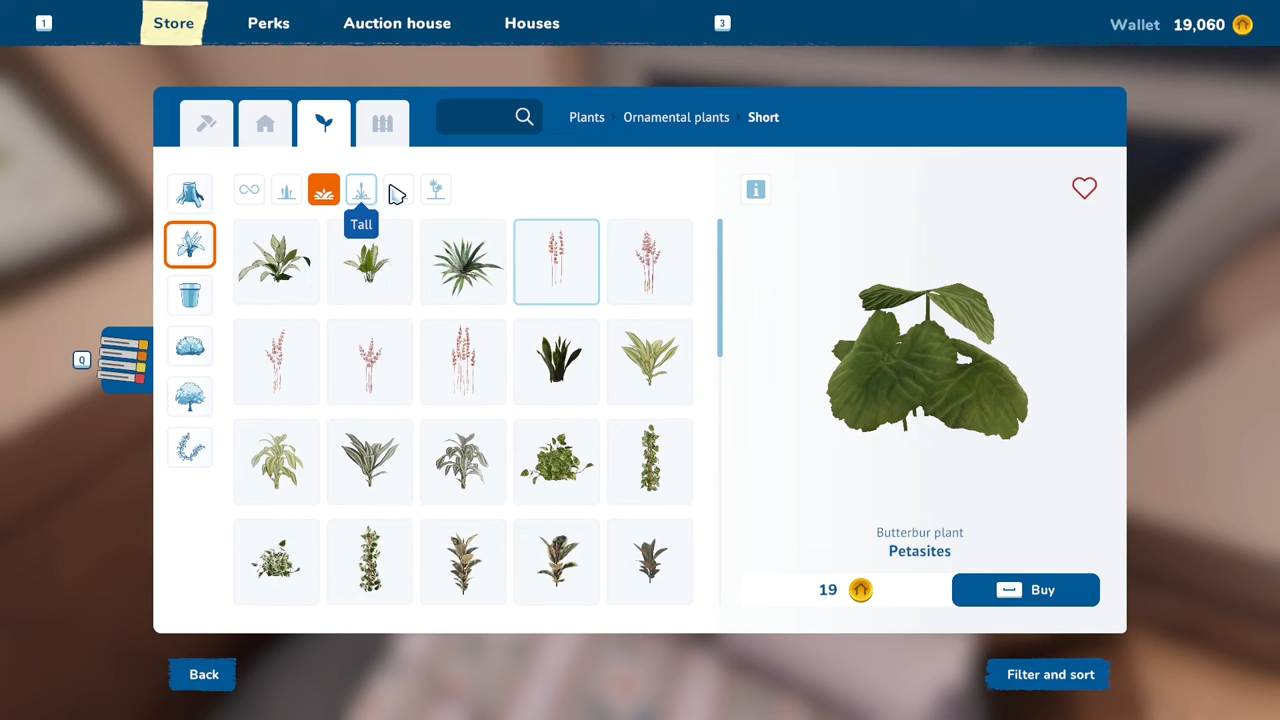 1
Store
Perks
Auction house
Houses
3
Wallet 19,060
Plants Ornamental plants Short
Tall
Q
Butterbur plant
Petasites
19
Buy
Back
Filter and sort